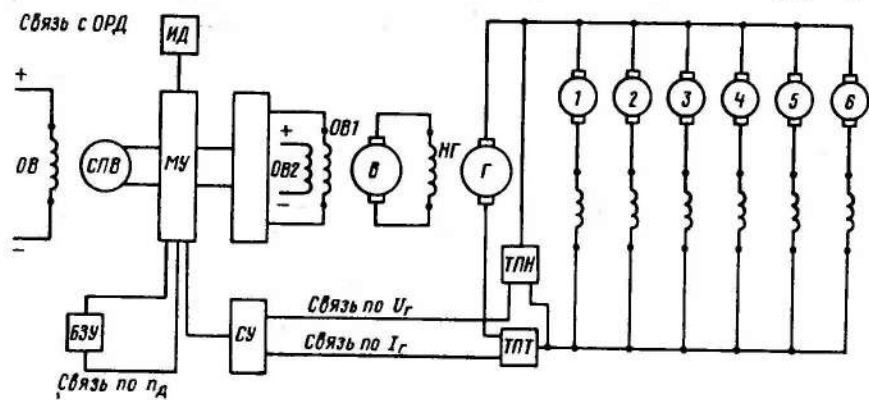 Связь с ОРД
ИД
+
ОВ
–
СПВ
МУ
+
ОВ2
–
ОВ1
В
НГ
Г
1
2
3
4
5
6
ТПН
БЗУ
СУ
Связь по Uг
Связь по Iг
ТПТ
Связь по nд